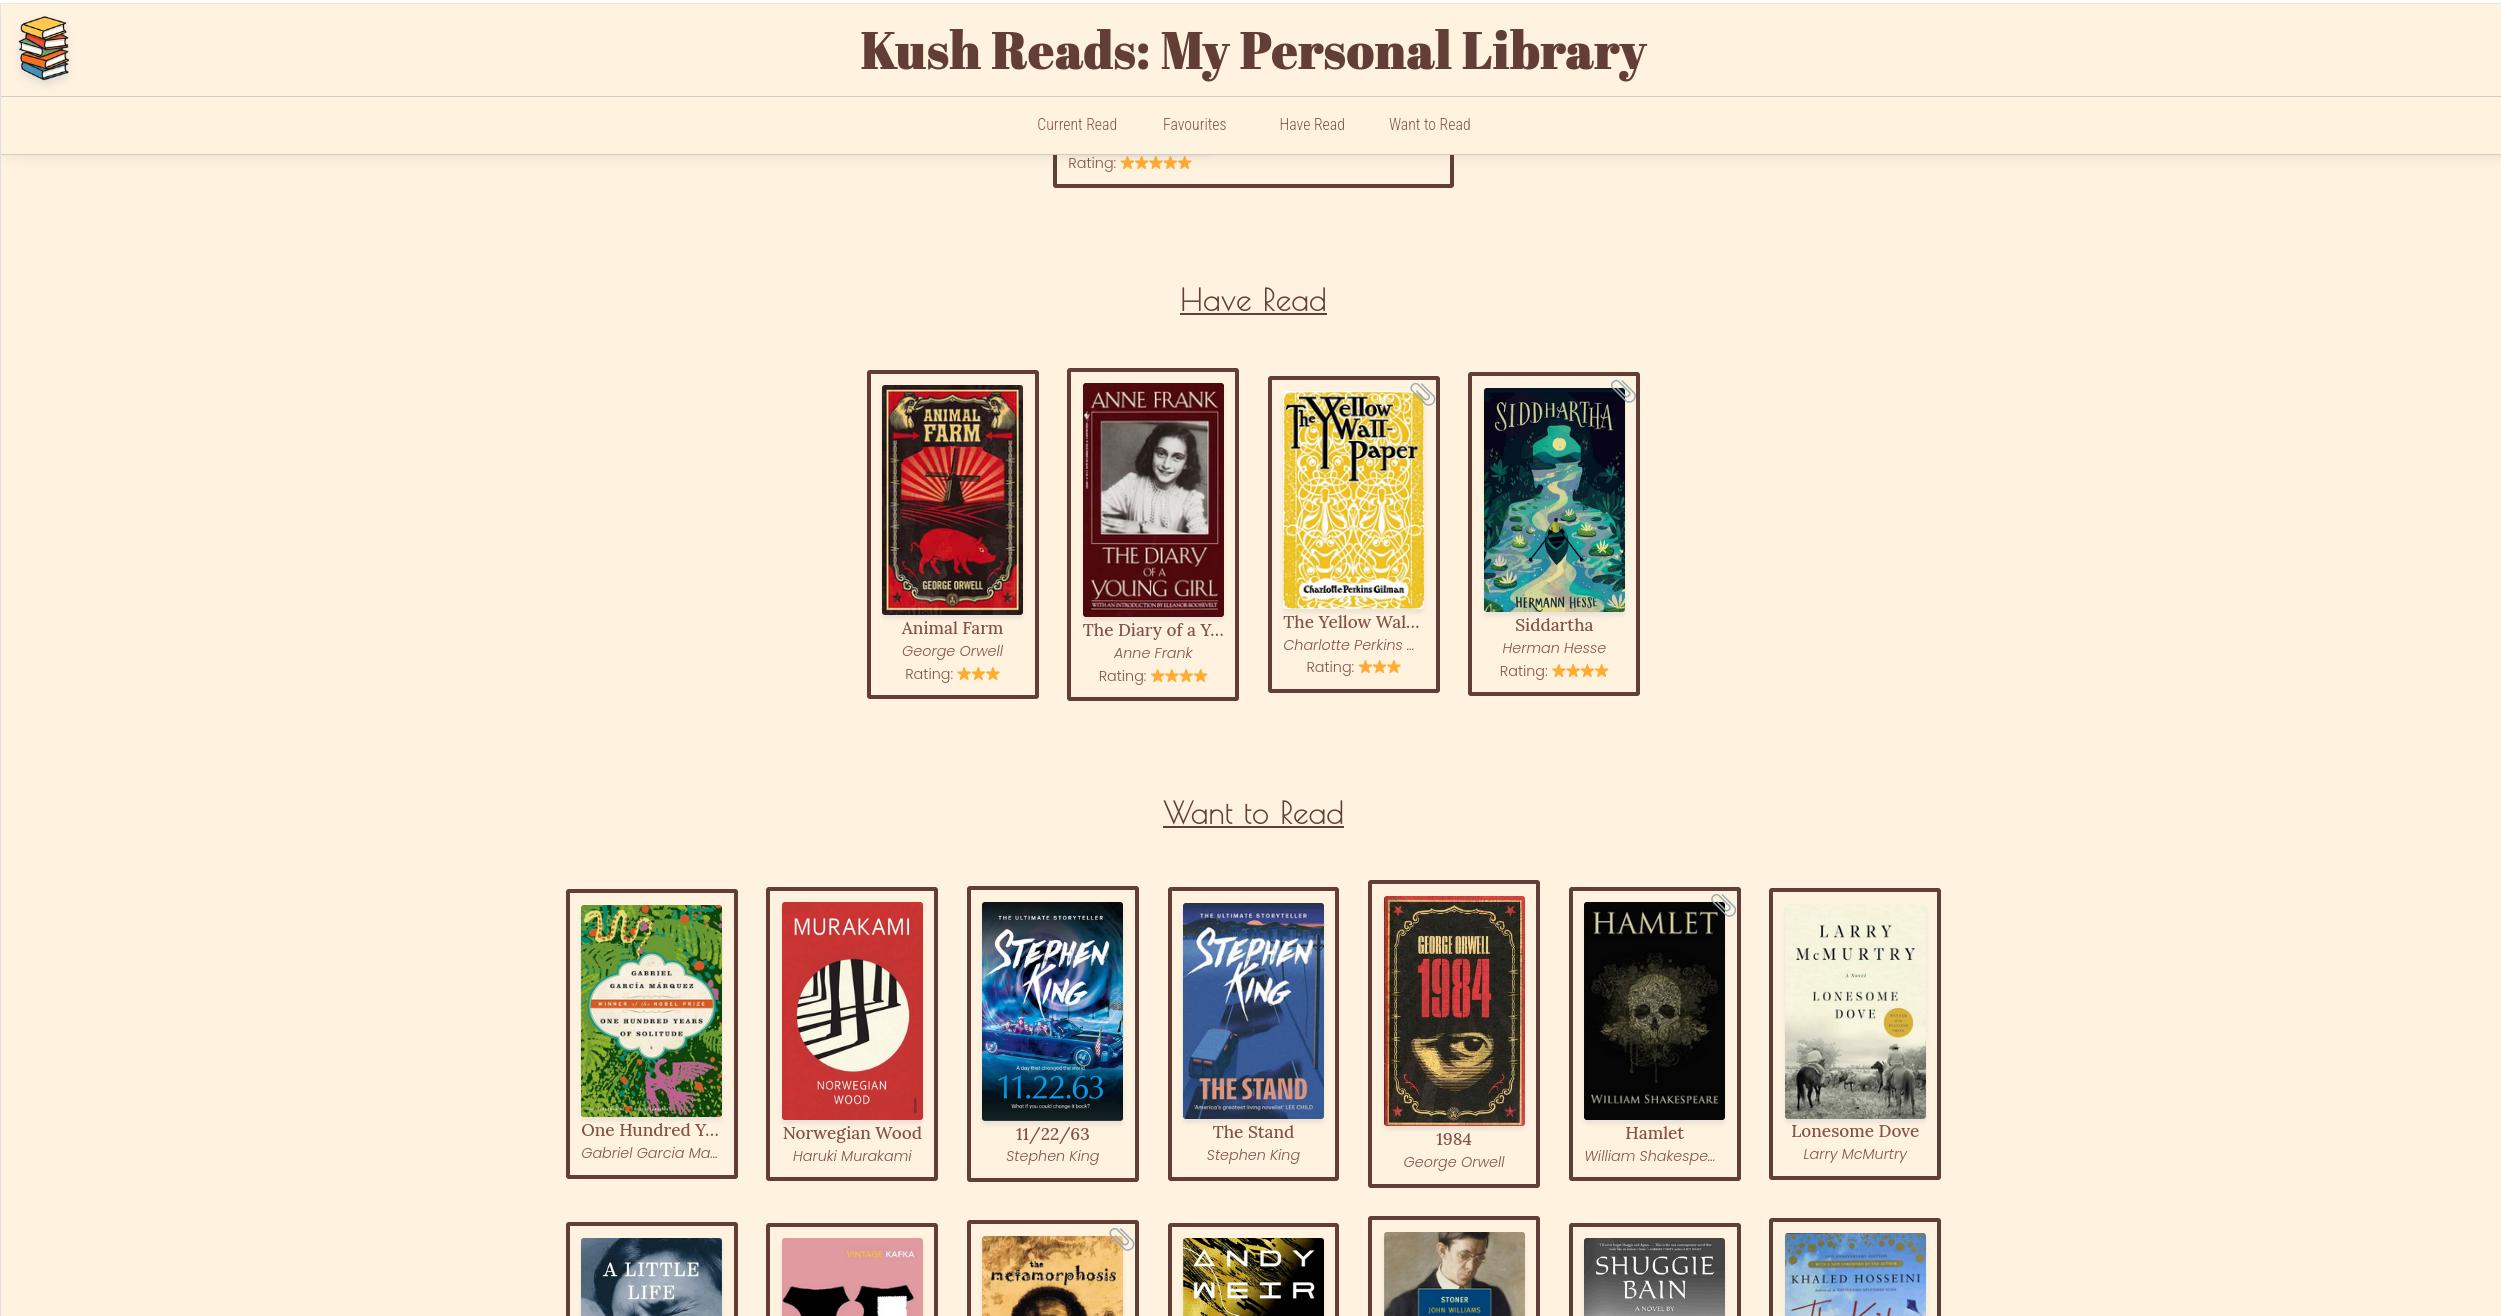 Kush Reads: My Personal Library
Current Read
Favourites
Have Read
Want to Read
Rating: ⭐⭐⭐⭐⭐
Have Read
ANIMAL
FARM
GEORGE ORWELL
Animal Farm
George Orwell
Rating: ⭐⭐⭐
ANNE FRANK
THE DIARY
OF A
YOUNG GIRL
WITH AN INTRODUCTION BY ELEANOR ROOSEVELT
The Diary of a Y...
Anne Frank
Rating: ⭐⭐⭐⭐
The Yellow
Wall-
Paper
Charlotte Perkins Gilman
The Yellow Wal...
Charlotte Perkins ...
Rating: ⭐⭐⭐
SIDDHARTHA
HERMANN HESSE
Siddartha
Herman Hesse
Rating: ⭐⭐⭐⭐
Want to Read
GABRIEL
GARCÍA MÁRQUEZ
WINNER of the NOBEL PRIZE
ONE HUNDRED YEARS
OF SOLITUDE
One Hundred Y...
Gabriel Garcia Ma...
MURAKAMI
NORWEGIAN
WOOD
Norwegian Wood
Haruki Murakami
THE ULTIMATE STORYTELLER
STEPHEN
KING
A day that changed the world.
11.22.63
What if you could change it back?
11/22/63
Stephen King
THE ULTIMATE STORYTELLER
STEPHEN
KING
THE STAND
'America's greatest living novelist' LEE CHILD
The Stand
Stephen King
GEORGE ORWELL
1984
1984
George Orwell
HAMLET
WILLIAM SHAKESPEARE
Hamlet
William Shakespe...
LARRY
McMURTRY
A Novel
LONESOME
DOVE
Lonesome Dove
Larry McMurtry
A LITTLE
LIFE
VINTAGE KAFKA
the
metamorphosis
ANDY
WEIR
STONER
JOHN WILLIAMS
SHUGGIE
BAIN
A NOVEL BY
KHALED HOSSEINI